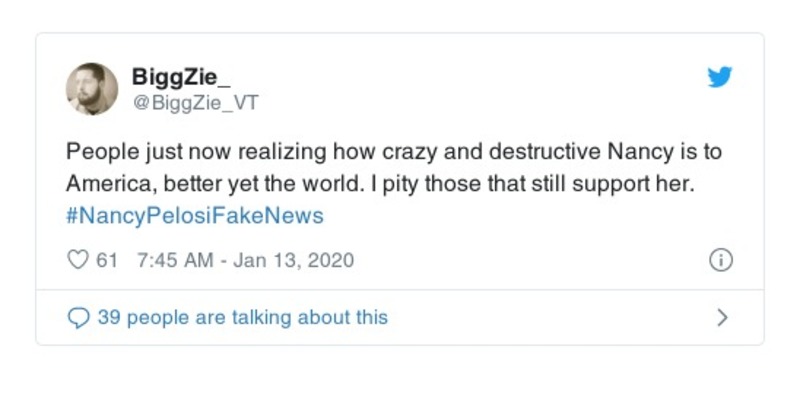 BiggZie_
@BiggZie_VT
People just now realizing how crazy and destructive Nancy is to
America, better yet the world. I pity those that still support her.
#NancyPelosiFakeNews
61 7:45 AM - Jan 13, 2020
39 people are talking about this